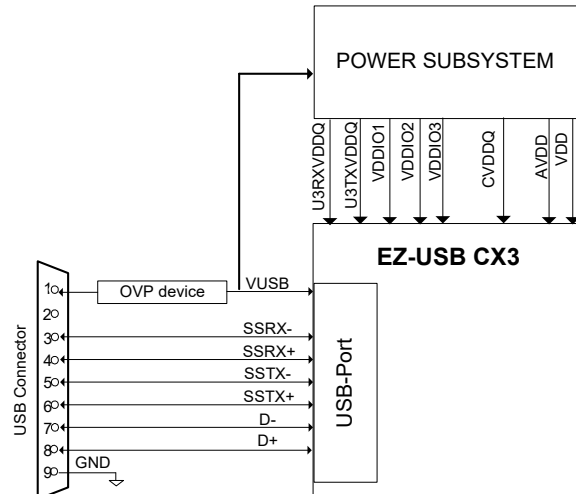 POWER SUBSYSTEM
U3RXVDDQ
U3TXVDDQ
VDDIO1
VDDIO2
VDDIO3
CVDDQ
AVDD
VDD
EZ-USB CX3
USB Connector
1
OVP device
VUSB
2
3
SSRX-
4
SSRX+
5
SSTX-
6
SSTX+
7
D-
8
D+
9
GND
USB-Port